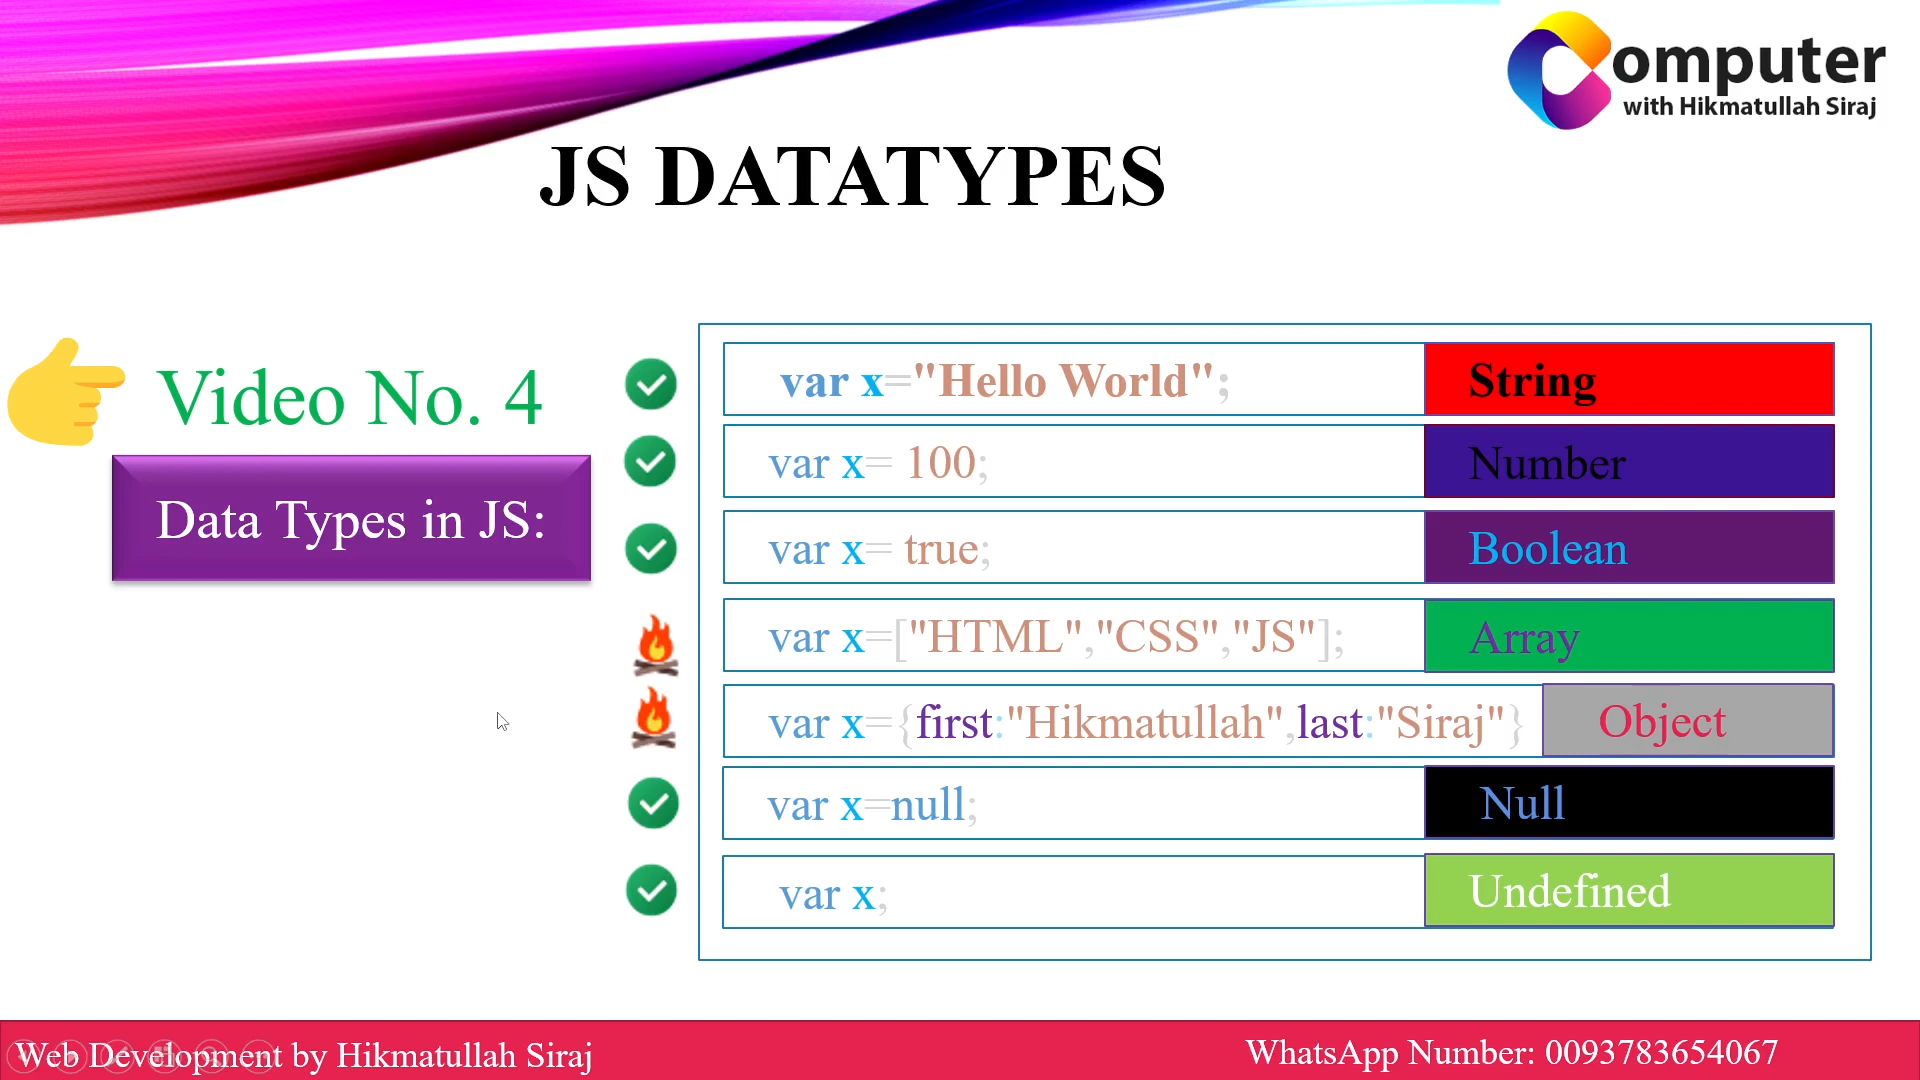 Computer
with Hikmatullah Siraj
JS DATATYPES
Video No. 4
Data Types in JS:
var x="Hello World"; String
var x= 100; Number
var x= true; Boolean
var x=["HTML","CSS","JS"]; Array
var x={first:"Hikmatullah",last:"Siraj"} Object
var x=null; Null
var x; Undefined
Web Development by Hikmatullah Siraj
WhatsApp Number: 0093783654067